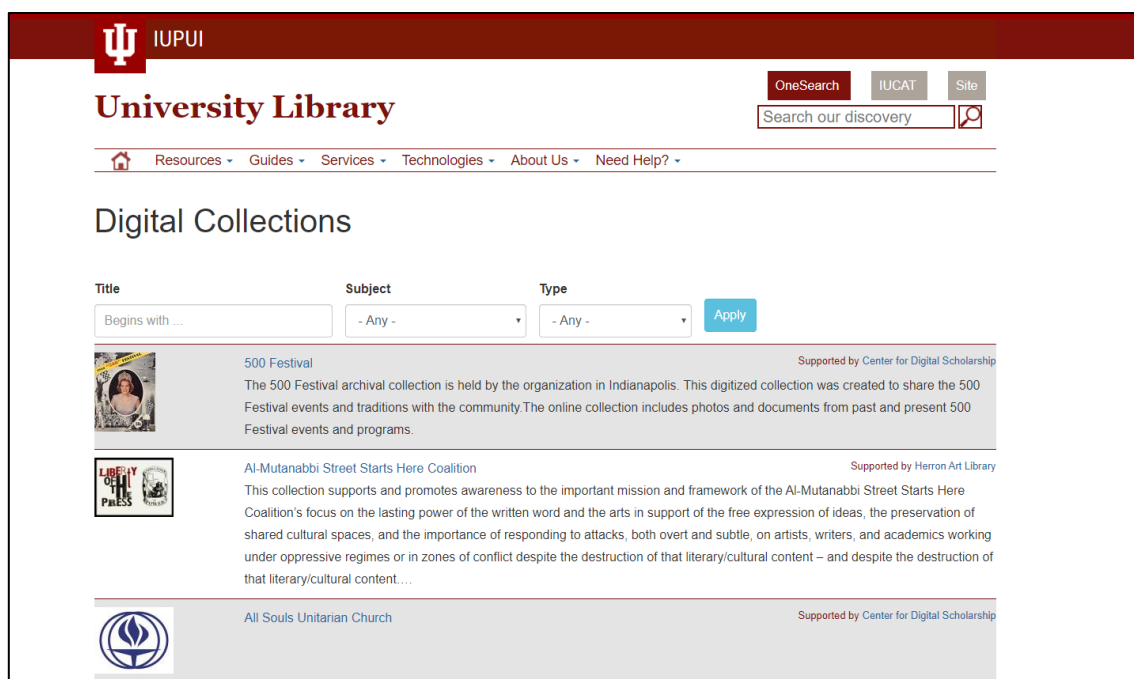 IUPUI
University Library
OneSearch IUCAT Site
Search our discovery
Resources Guides Services Technologies About Us Need Help?
Digital Collections
Title Subject Type
Begins with ... - Any - - Any - Apply
500 Festival Supported by Center for Digital Scholarship
The 500 Festival archival collection is held by the organization in Indianapolis. This digitized collection was created to share the 500
Festival events and traditions with the community.The online collection includes photos and documents from past and present 500
Festival events and programs.
LIBERTY
OF
THE
PRESS
Al-Mutanabbi Street Starts Here Coalition Supported by Herron Art Library
This collection supports and promotes awareness to the important mission and framework of the Al-Mutanabbi Street Starts Here
Coalition's focus on the lasting power of the written word and the arts in support of the free expression of ideas, the preservation of
shared cultural spaces, and the importance of responding to attacks, both overt and subtle, on artists, writers, and academics working
under oppressive regimes or in zones of conflict despite the destruction of that literary/cultural content – and despite the destruction of
that literary/cultural content....
All Souls Unitarian Church Supported by Center for Digital Scholarship